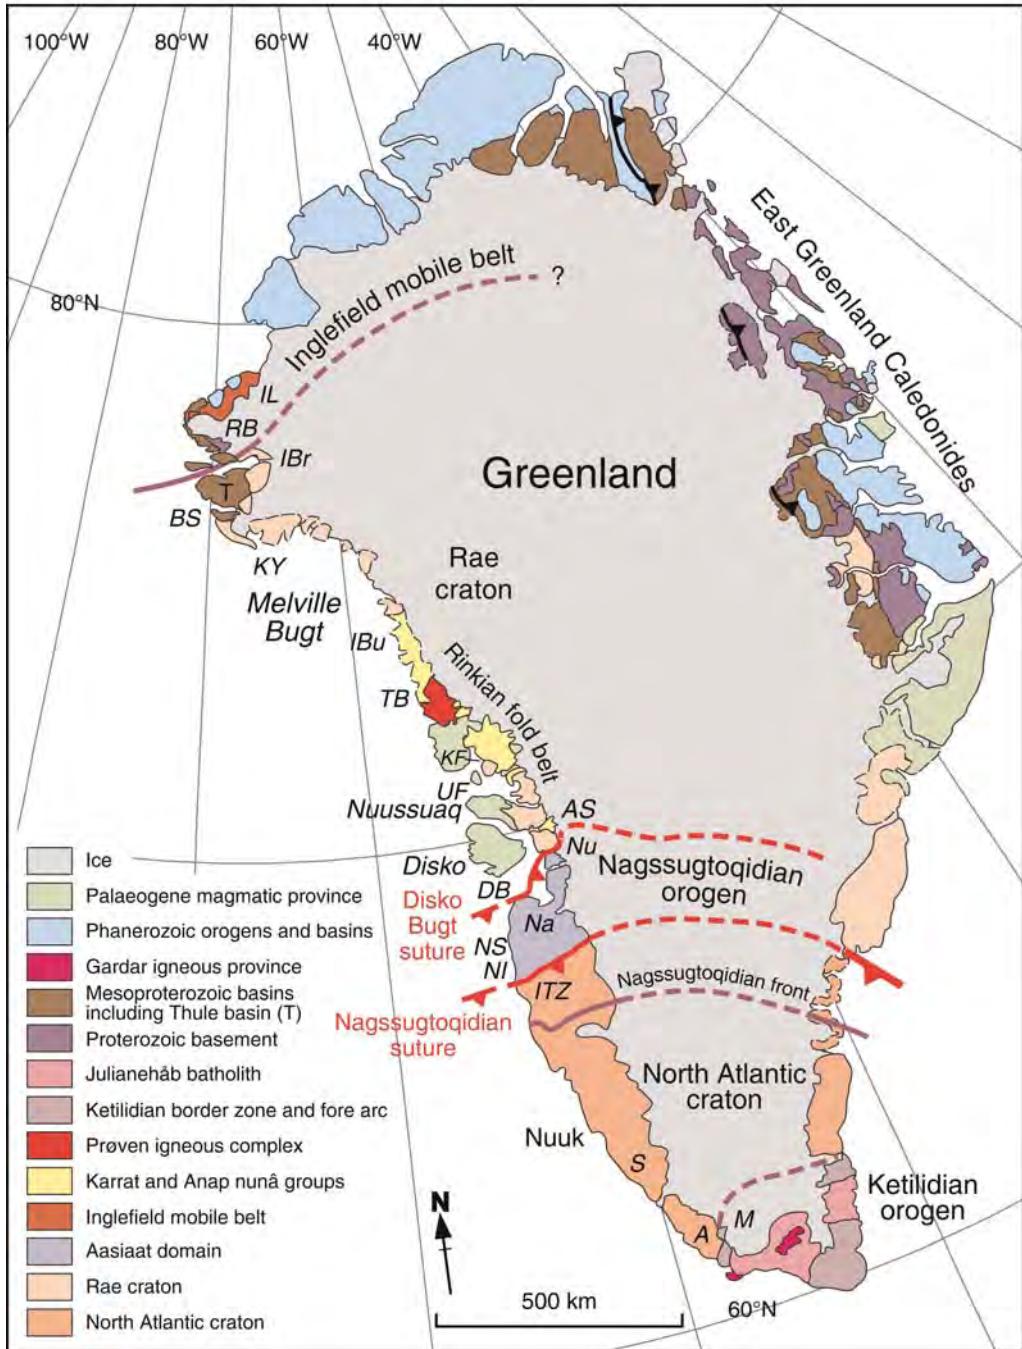 100°W
80°W
60°W
40°W
80°N
Inglefield mobile belt
?
East Greenland Caledonides
IL
RB
IBr
T
BS
KY
Greenland
Rae
craton
Melville
Bugt
IBu
Rinkian fold belt
TB
KF
UF
Nuussuaq
AS
Nu
Disko
DB
Nagssugtoqidian
orogen
Disko
Bugt
suture
Na
NS
NI
ITZ
Nagssugtoqidian front
Nagssugtoqidian
suture
North Atlantic
craton
Nuuk
S
Ketilidian
orogen
M
A
N
500 km
60°N
Ice
Palaeogene magmatic province
Phanerozoic orogens and basins
Gardar igneous province
Mesoproterozoic basins
including Thule basin (T)
Proterozoic basement
Julianehåb batholith
Ketilidian border zone and fore arc
Prøven igneous complex
Karrat and Anap nunâ groups
Inglefield mobile belt
Aasiaat domain
Rae craton
North Atlantic craton